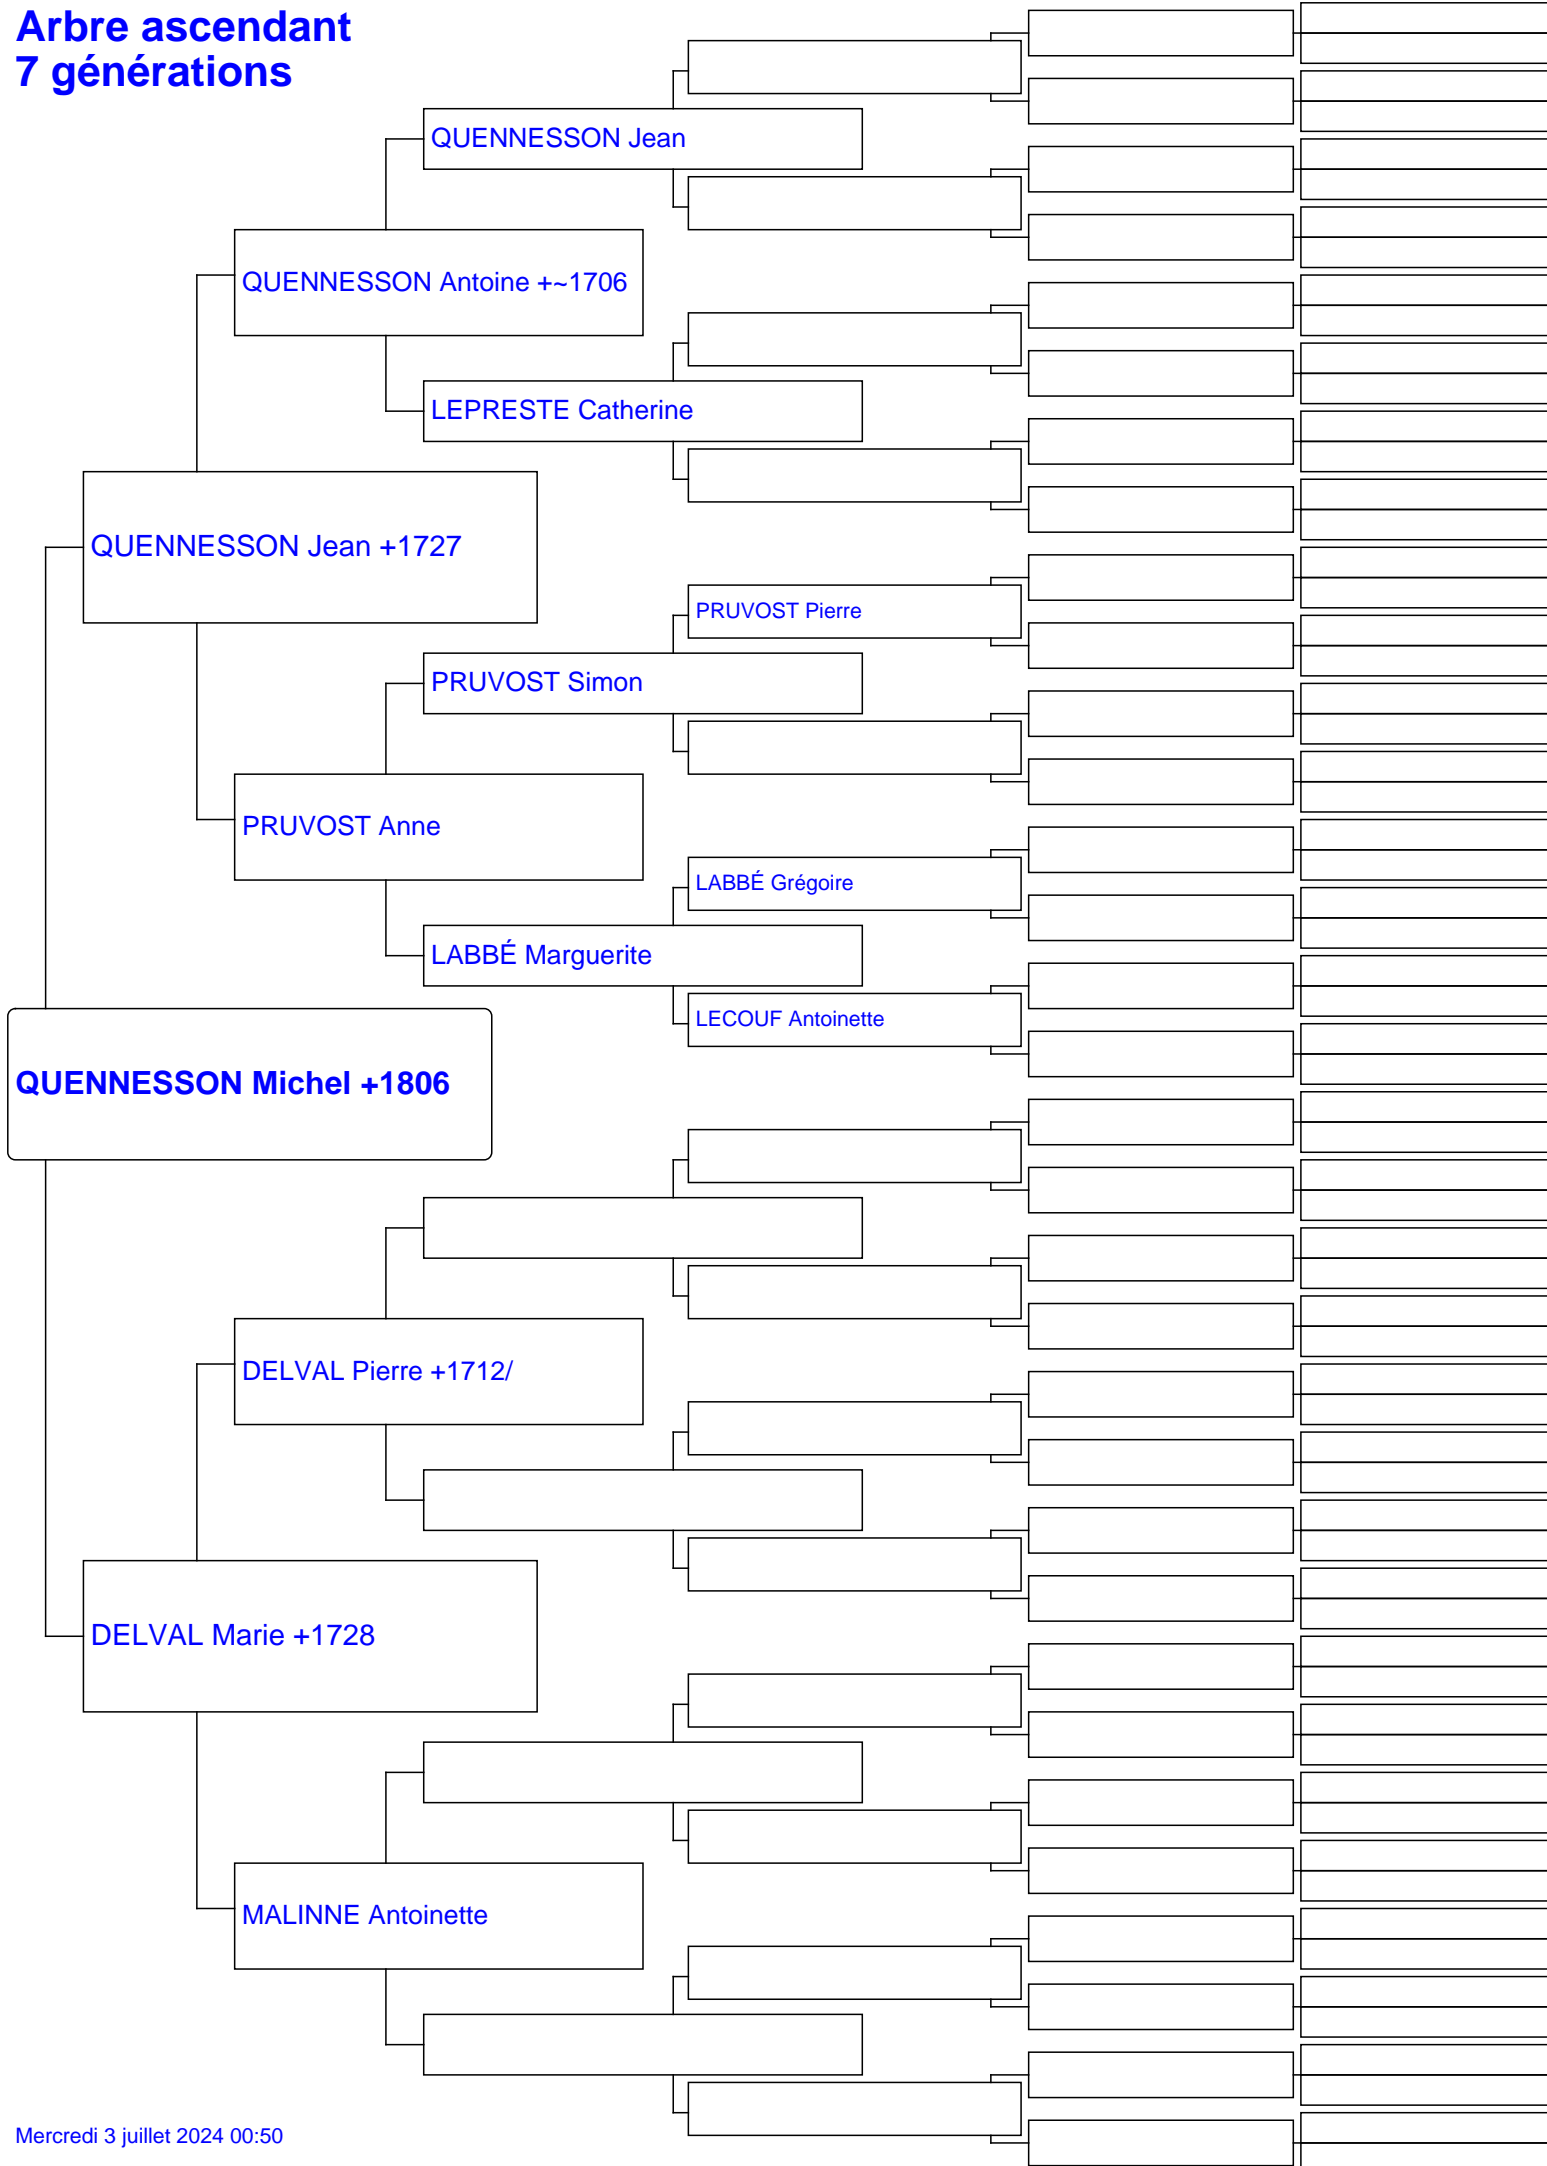 Arbre ascendant
7 générations
QUENNESSON Jean
QUENNESSON Antoine +~1706
LEPRESTE Catherine
QUENNESSON Jean +1727
PRUVOST Pierre
PRUVOST Simon
PRUVOST Anne
LABBÉ Grégoire
LABBÉ Marguerite
LECOUF Antoinette
QUENNESSON Michel +1806
DELVAL Pierre +1712/
DELVAL Marie +1728
MALINNE Antoinette
Mercredi 3 juillet 2024 00:50